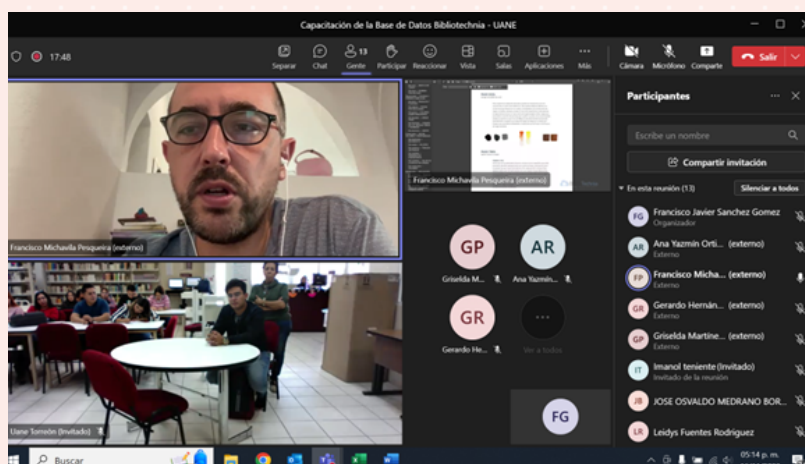 Capacitación de la Base de Datos Bibliotechnia - UANE
17:48
Separar
Chat
13
Gente
Participar
Reaccionar
Vista
Salas
Aplicaciones
Más
Cámara
Micrófono
Comparte
Salir
Francisco Michavila Pesqueira (externo)
Francisco Michavila Pesqueira (externo)
Uane Torreón (Invitado)
GP
Griselda M...
AR
Ana Yazmín...
GR
Gerardo He...
Ver a todos
FG
Participantes
Escribe un nombre
Compartir invitación
En esta reunión (13)
Silenciar a todos
FG
Francisco Javier Sanchez Gomez
Organizador
AR
Ana Yazmín Orti... (externo)
Externo
FP
Francisco Micha... (externo)
Externo
GR
Gerardo Hernán... (externo)
Externo
GP
Griselda Martíne... (externo)
Externo
IT
Imanol teniente (Invitado)
Invitado de la reunión
JB
JOSE OSVALDO MEDRANO BOR...
LR
Leidys Fuentes Rodriguez
Buscar
05:14 p. m.